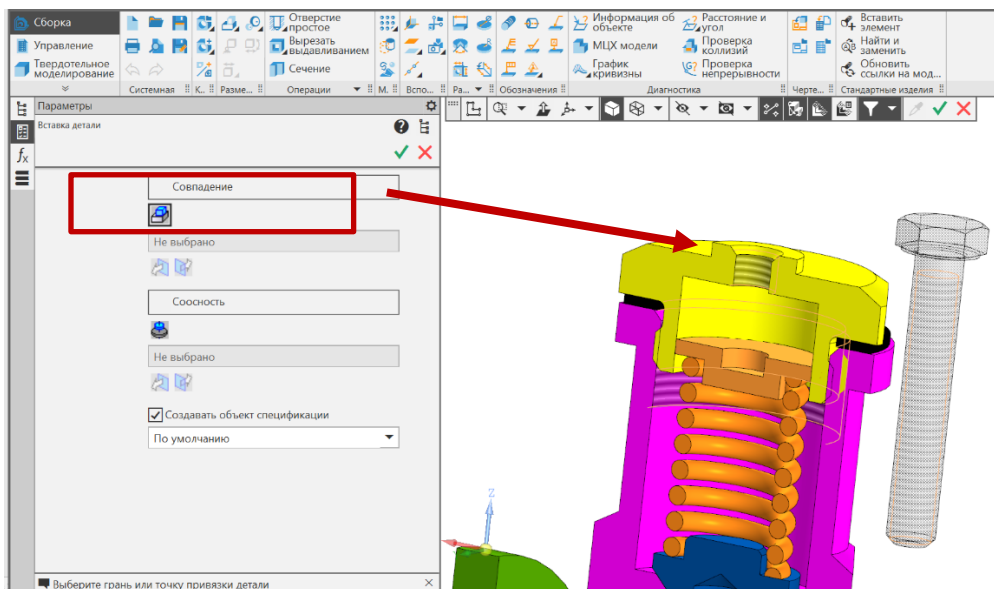 Сборка
Управление
Твердотельное
моделирование
Системная
К...
Разме...
Отверстие
простое
Вырезать
выдавливанием
Сечение
Операции
М.
Вспо...
Ра...
Обозначения
Информация об
объекте
МЦХ модели
График
кривизны
Расстояние и
угол
Проверка
коллизий
Проверка
непрерывности
Диагностика
Черте...
Вставить
элемент
Найти и
заменить
Обновить
ссылки на мод...
Стандартные изделия
Параметры
Вставка детали
fx
Совпадение
Не выбрано
Соосность
Не выбрано
Создавать объект спецификации
По умолчанию
Z
Выберите грань или точку привязки детали